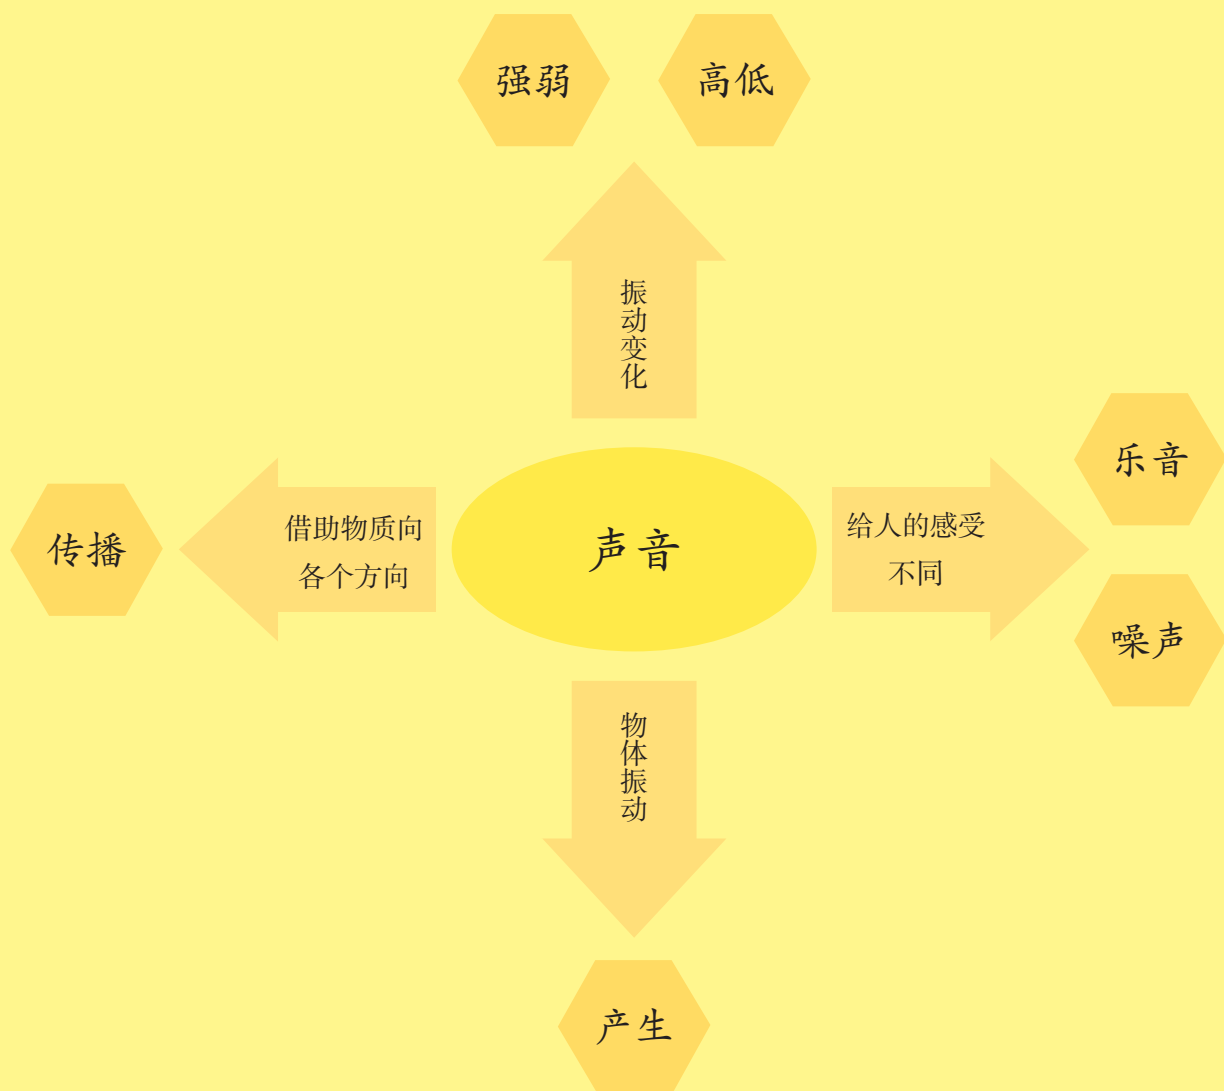 强弱
高低
振动变化
乐音
传播
借助物质向
各个方向
声音
给人的感受
不同
噪声
物体振动
产生